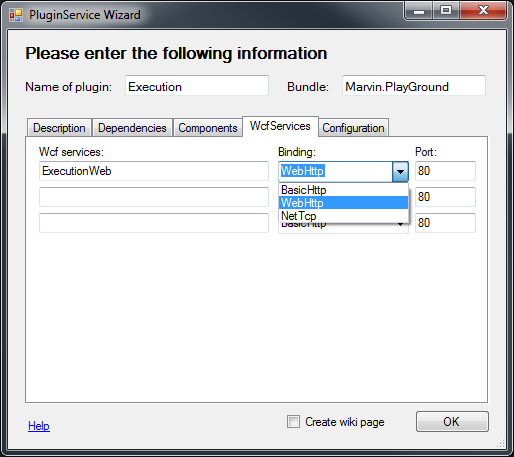 PluginService Wizard
Please enter the following information
Name of plugin: Execution Bundle: Marvin.PlayGround
Description Dependencies Components WcfServices Configuration
Wcf services: Binding: Port:
ExecutionWeb WebHttp 80
BasicHttp
WebHttp 80
NetTcp
BasicHttp 80
Help Create wiki page OK